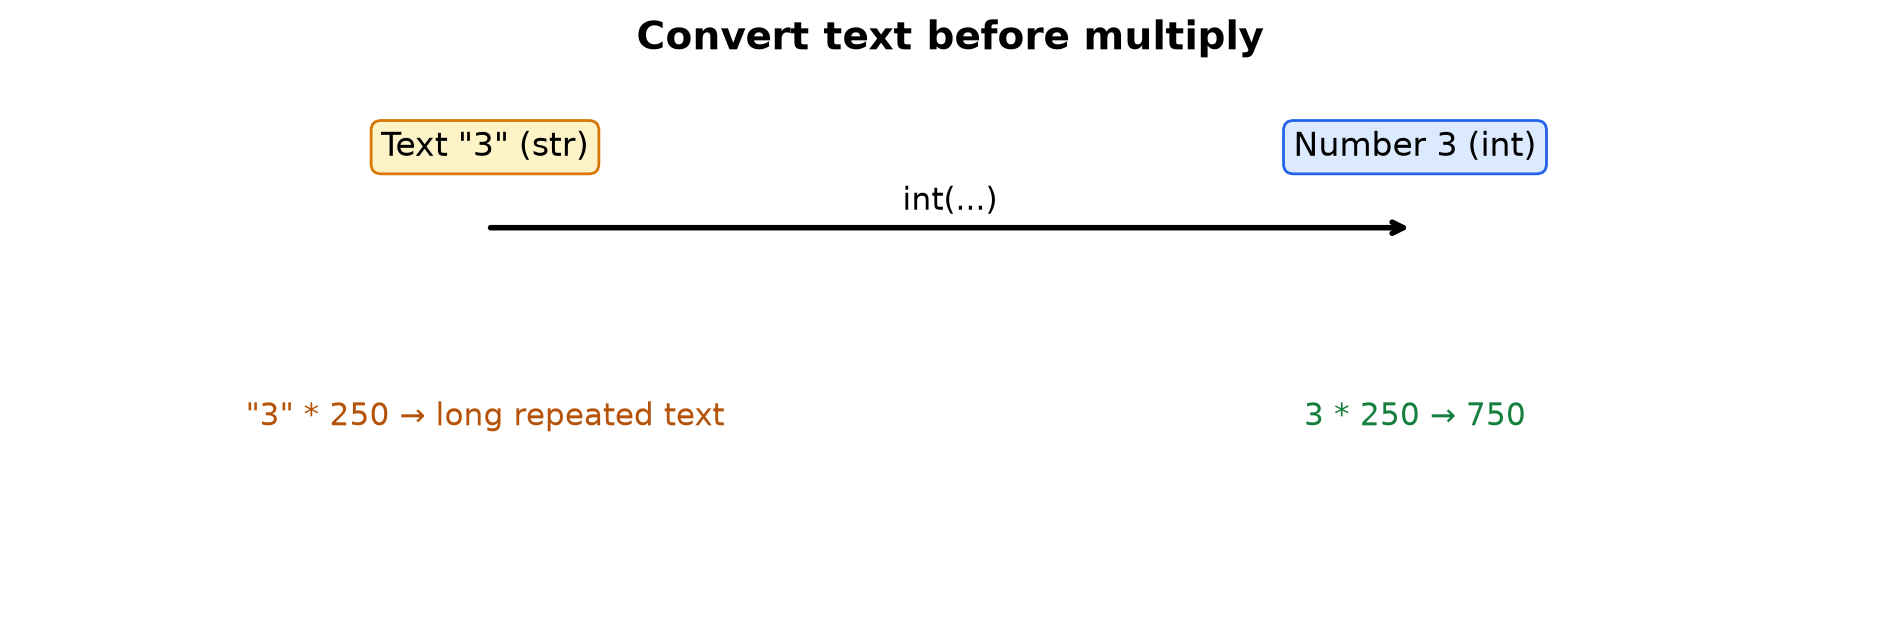 Convert text before multiply
Text "3" (str)
Number 3 (int)
int(...)
"3" * 250 → long repeated text
3 * 250 → 750